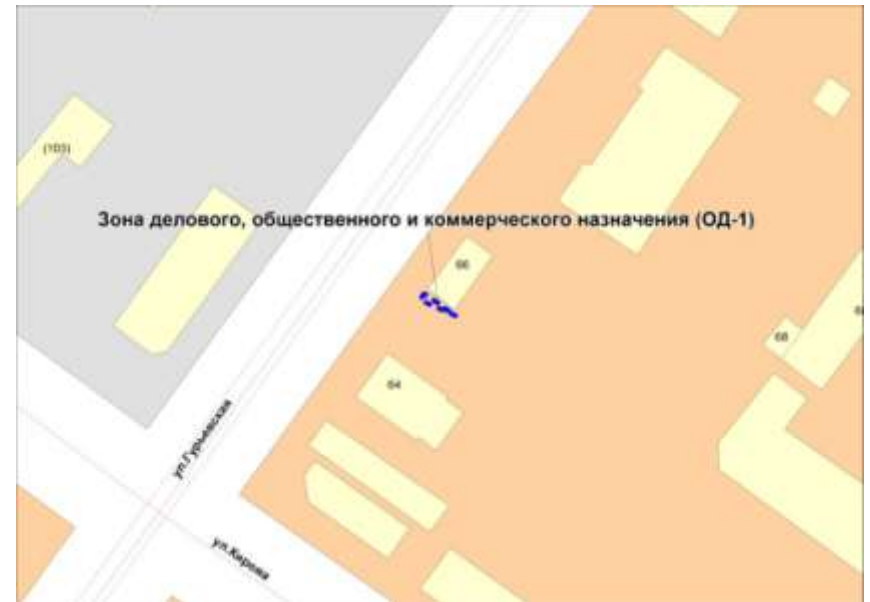 (103)
Зона делового, общественного и коммерческого назначения (ОД-1)
66
64
68
ул.Гурьевская
ул.Кирова